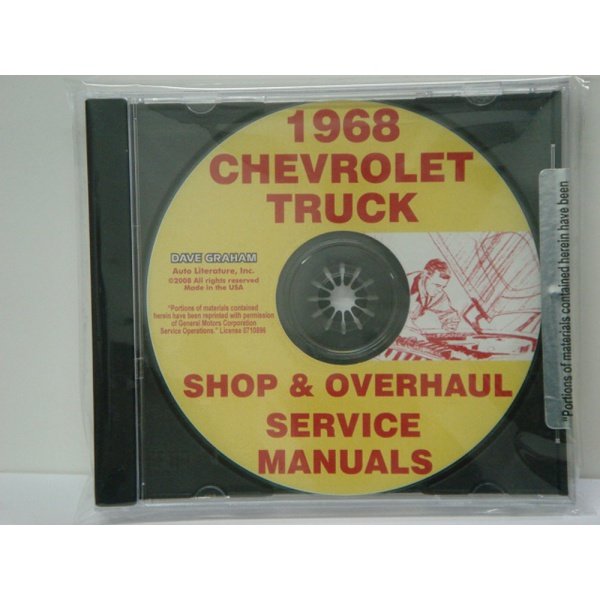 1968
CHEVROLET
TRUCK
DAVE GRAHAM
Auto Literature, Inc.
©2008 All rights reserved
Made in the USA
"Portions of materials contained
herein have been reprinted with permission
of General Motors Corporation
Service Operations." License 0710896
SHOP & OVERHAUL
SERVICE
MANUALS
"Portions of materials contained herein have been